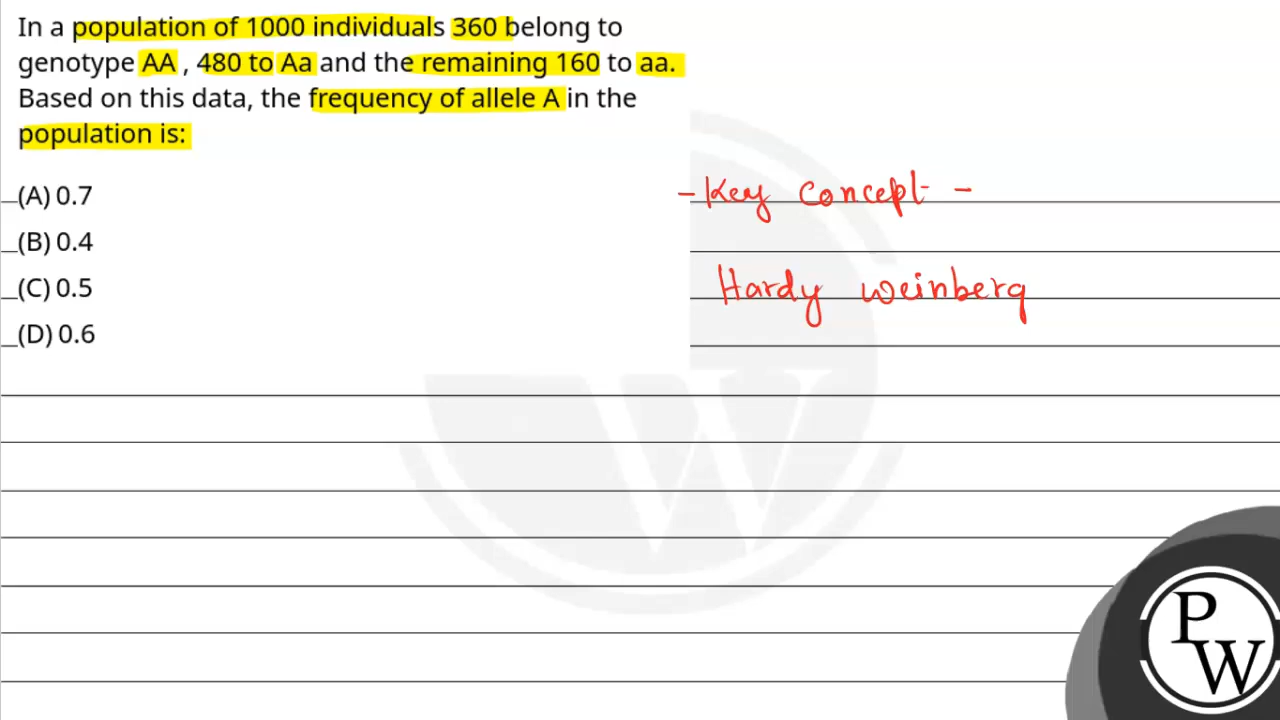 In a population of 1000 individuals 360 belong to
genotype AA , 480 to Aa and the remaining 160 to aa.
Based on this data, the frequency of allele A in the
population is:
(A) 0.7
(B) 0.4
(C) 0.5
(D) 0.6
- Key concept -
Hardy weinberg
PW